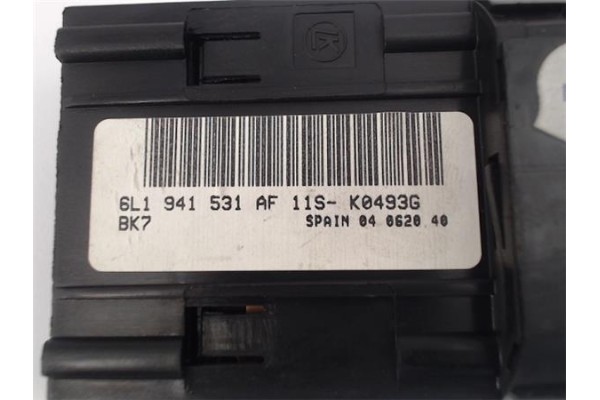 6L1 941 531 AF 11S- K0493G
BK7 SPAIN 04 0620 40